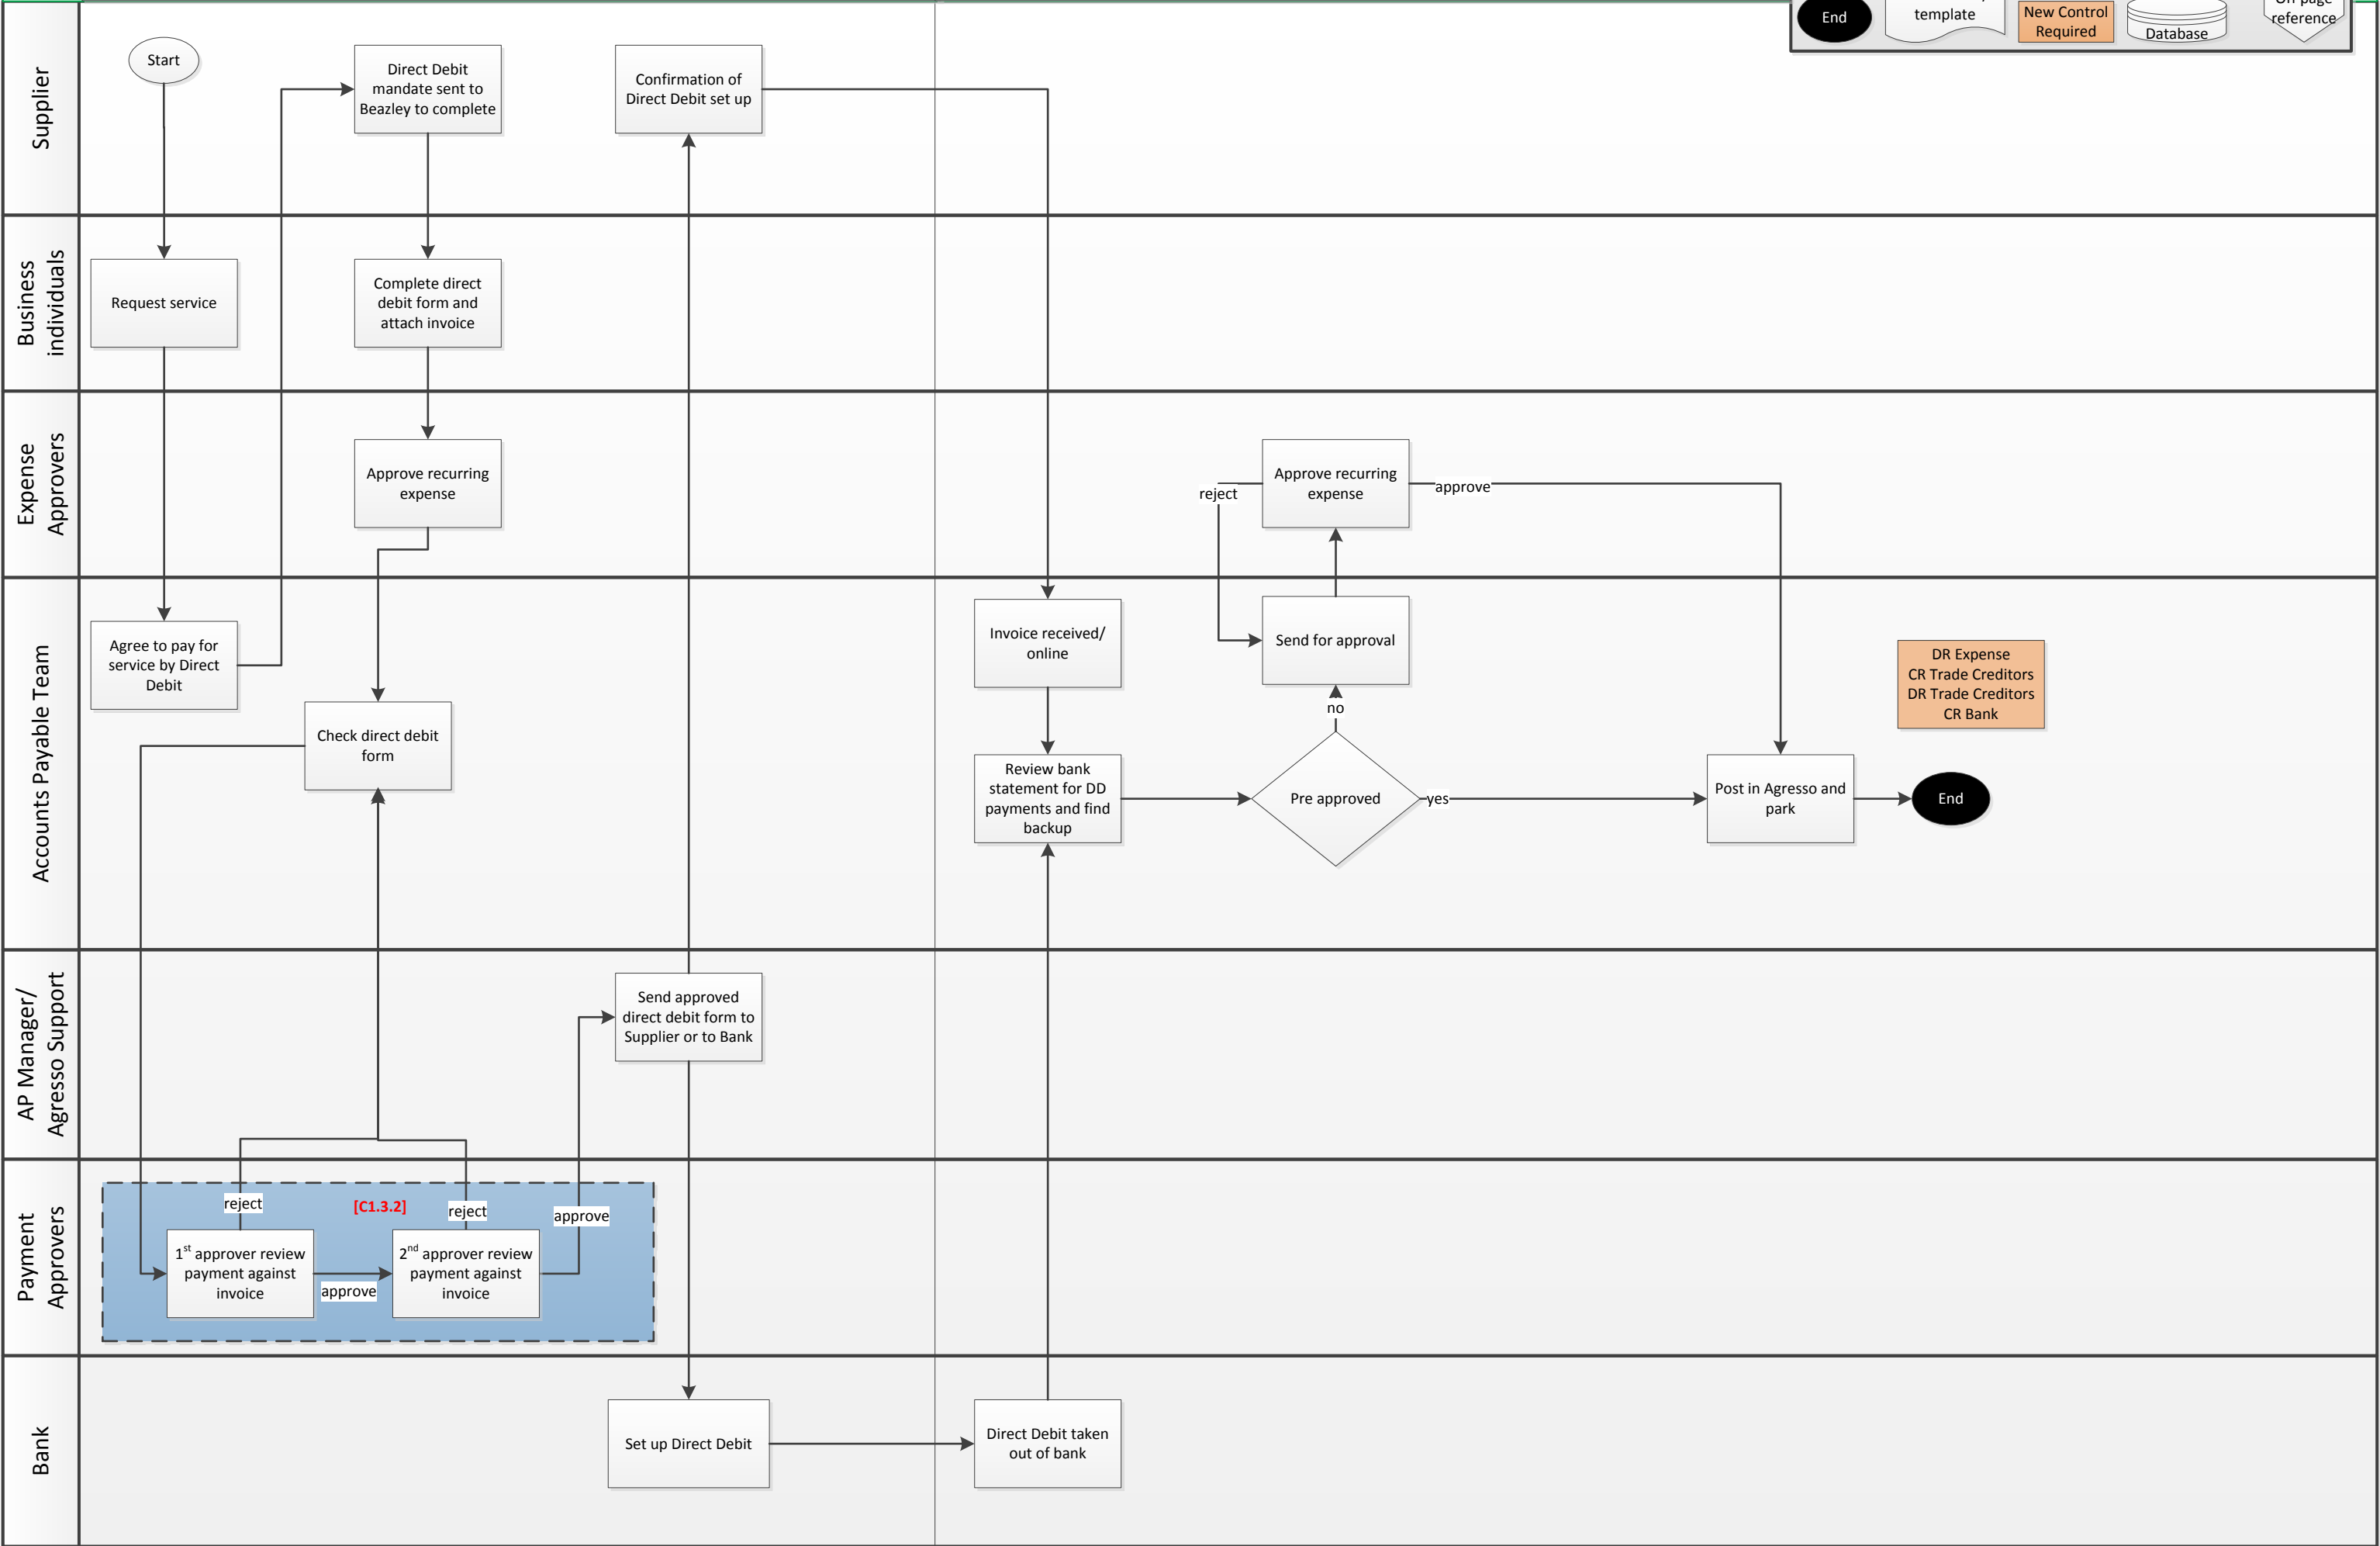 End
template
New Control
Required
Database
reference
Supplier
Start
Direct Debit
mandate sent to
Beazley to complete
Confirmation of
Direct Debit set up
Business
individuals
Request service
Complete direct
debit form and
attach invoice
Expense
Approvers
Approve recurring
expense
reject
Approve recurring
expense
approve
Accounts Payable Team
Agree to pay for
service by Direct
Debit
Check direct debit
form
Invoice received/
online
Send for approval
no
Review bank
statement for DD
payments and find
backup
Pre approved
yes
Post in Agresso and
park
DR Expense
CR Trade Creditors
DR Trade Creditors
CR Bank
End
AP Manager/
Agresso Support
Send approved
direct debit form to
Supplier or to Bank
Payment
Approvers
reject
[C1.3.2]
reject
approve
1st approver review
payment against
invoice
approve
2nd approver review
payment against
invoice
Bank
Set up Direct Debit
Direct Debit taken
out of bank